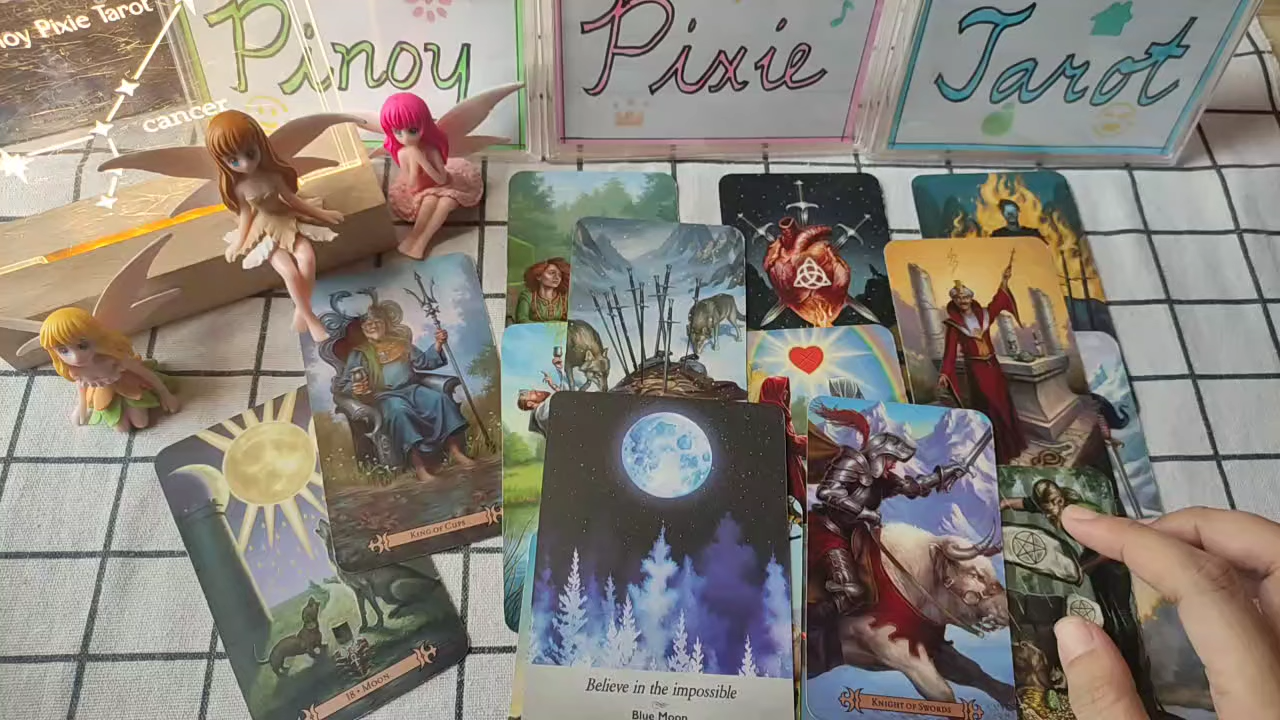 oy Pixie Tarot
cancer
Pinoy
Pixie
Tarot
KING OF CUPS
18 • MOON
Believe in the impossible
Blue Moon
KNIGHT OF SWORDS